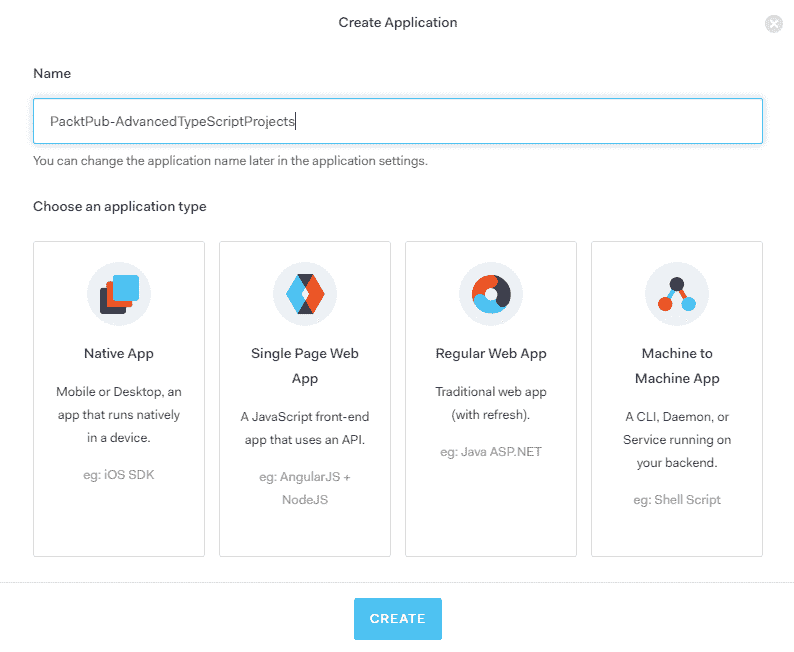 Create Application
Name
PacktPub-AdvancedTypeScriptProjects
You can change the application name later in the application settings.
Choose an application type
Native App
Mobile or Desktop, an
app that runs natively
in a device.
eg: iOS SDK
Single Page Web
App
A JavaScript front-end
app that uses an API.
eg: AngularJS +
NodeJS
Regular Web App
Traditional web app
(with refresh).
eg: Java ASP.NET
Machine to
Machine App
A CLI, Daemon, or
Service running on
your backend.
eg: Shell Script
CREATE